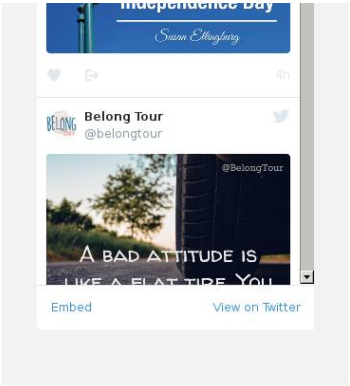 Independence Day
Susan Ellingburg
4h
BELONG
Belong Tour
@belongtour
@BelongTour
A BAD ATTITUDE IS
LIKE A FLAT TIRE. YOU
Embed
View on Twitter